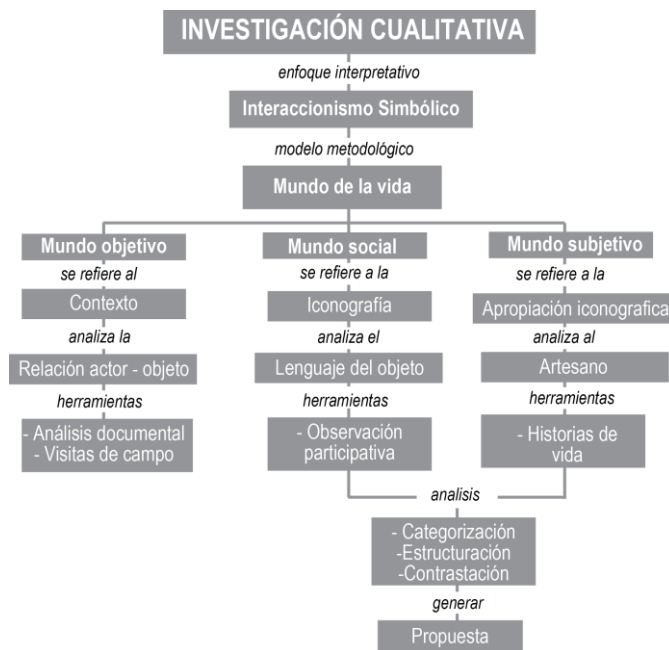 INVESTIGACIÓN CUALITATIVA
enfoque interpretativo
Interaccionismo Simbólico
modelo metodológico
Mundo de la vida
Mundo objetivo
se refiere al
Contexto
analiza la
Relación actor - objeto
herramientas
- Análisis documental
- Visitas de campo
Mundo social
se refiere a la
Iconografía
analiza el
Lenguaje del objeto
herramientas
- Observación
participativa
Mundo subjetivo
se refiere a la
Apropiación iconografica
analiza al
Artesano
herramientas
- Historias de
vida
analisis
- Categorización
-Estructuración
-Contrastación
generar
Propuesta